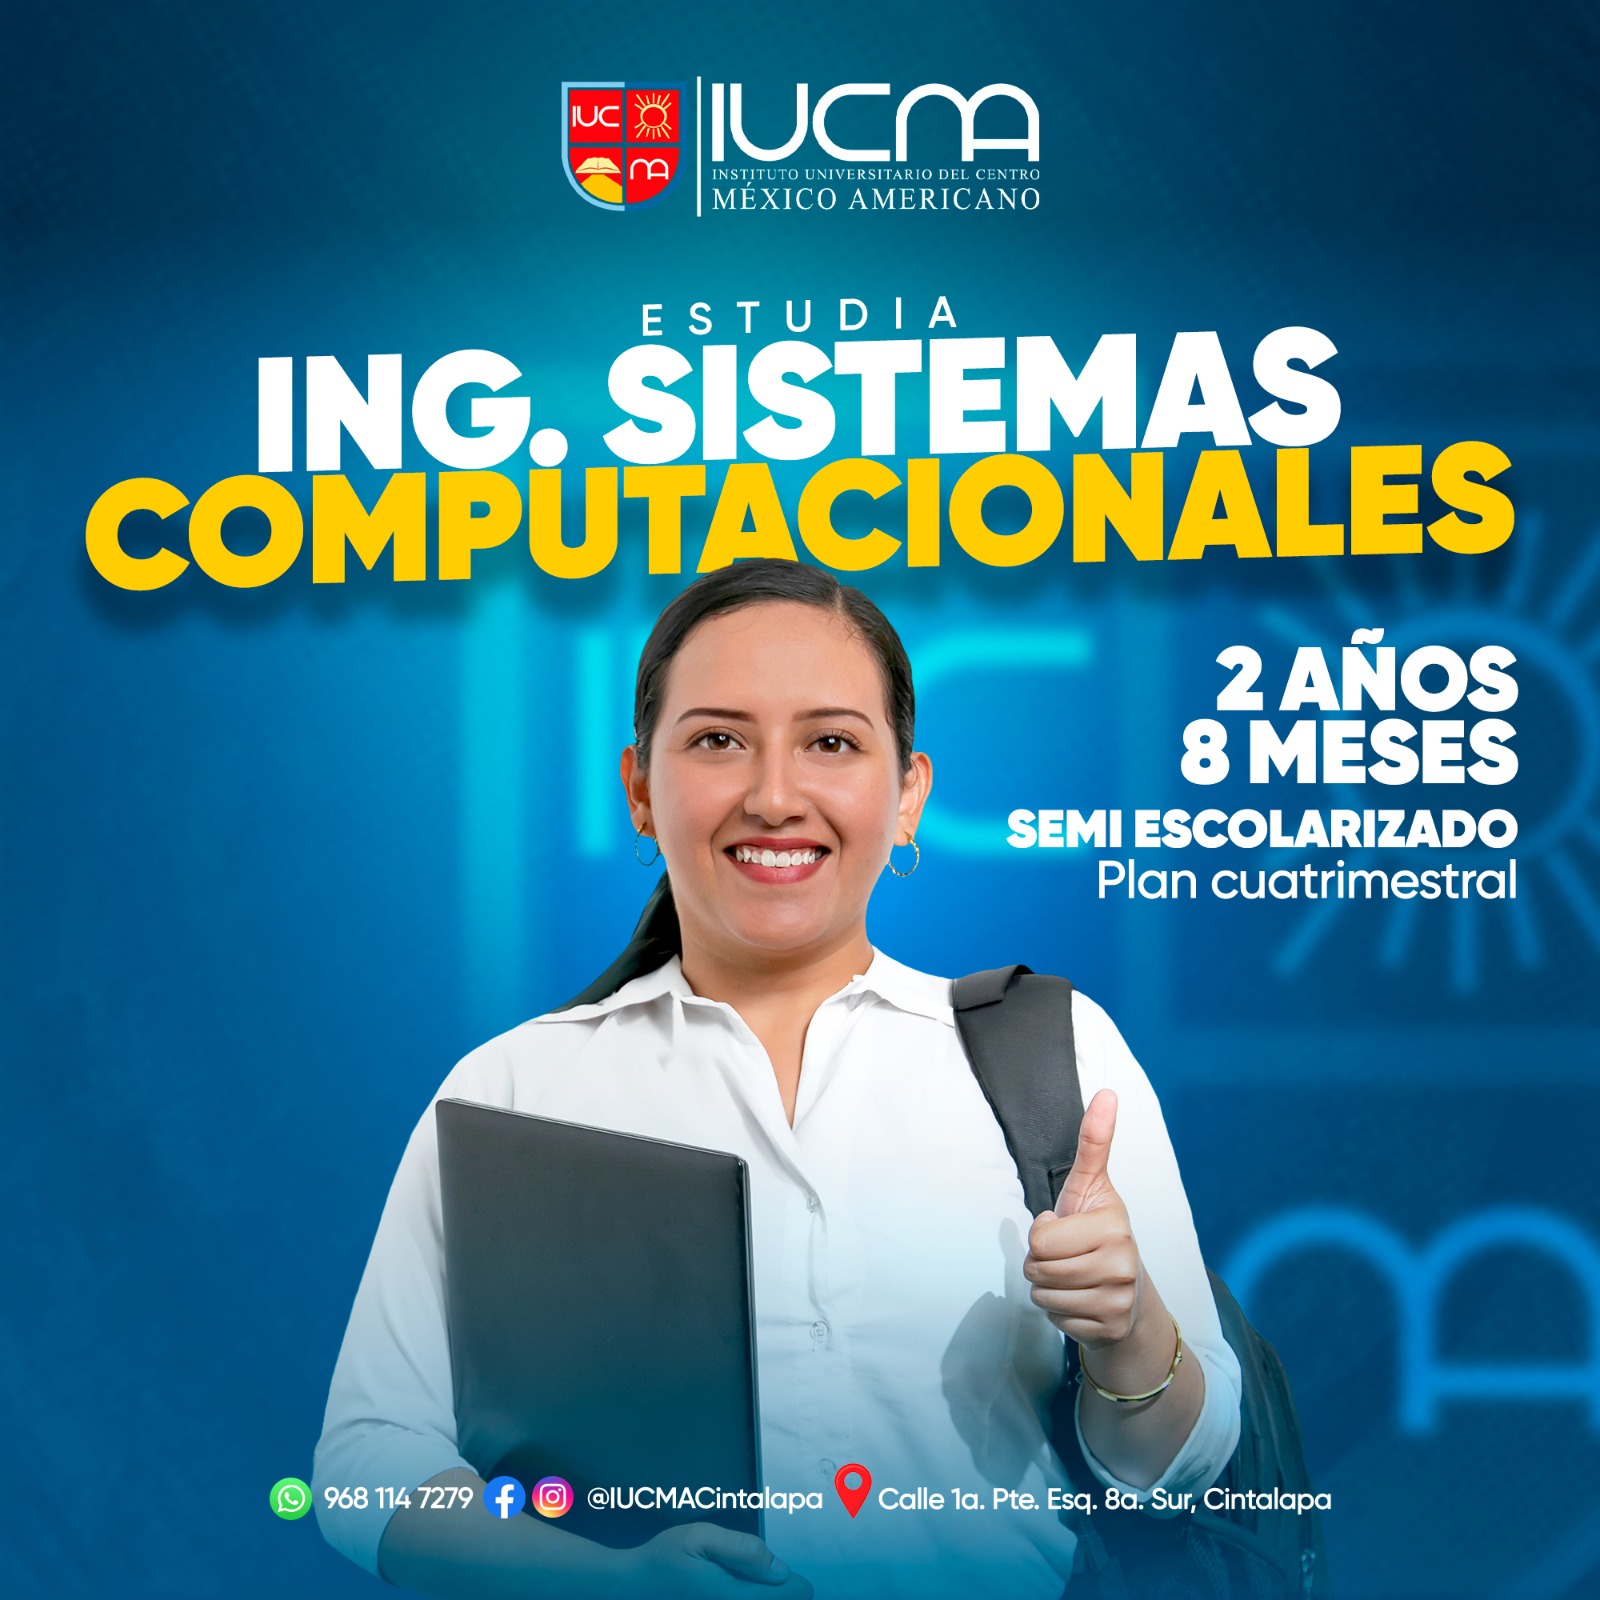 IUC
MA
IUCMA
INSTITUTO UNIVERSITARIO DEL CENTRO
MÉXICO AMERICANO
ESTUDIA
ING. SISTEMAS
COMPUTACIONALES
2 AÑOS
8 MESES
SEMI ESCOLARIZADO
Plan cuatrimestral
968 114 7279 @IUCMACintalapa Calle 1a. Pte. Esq. 8a. Sur, Cintalapa